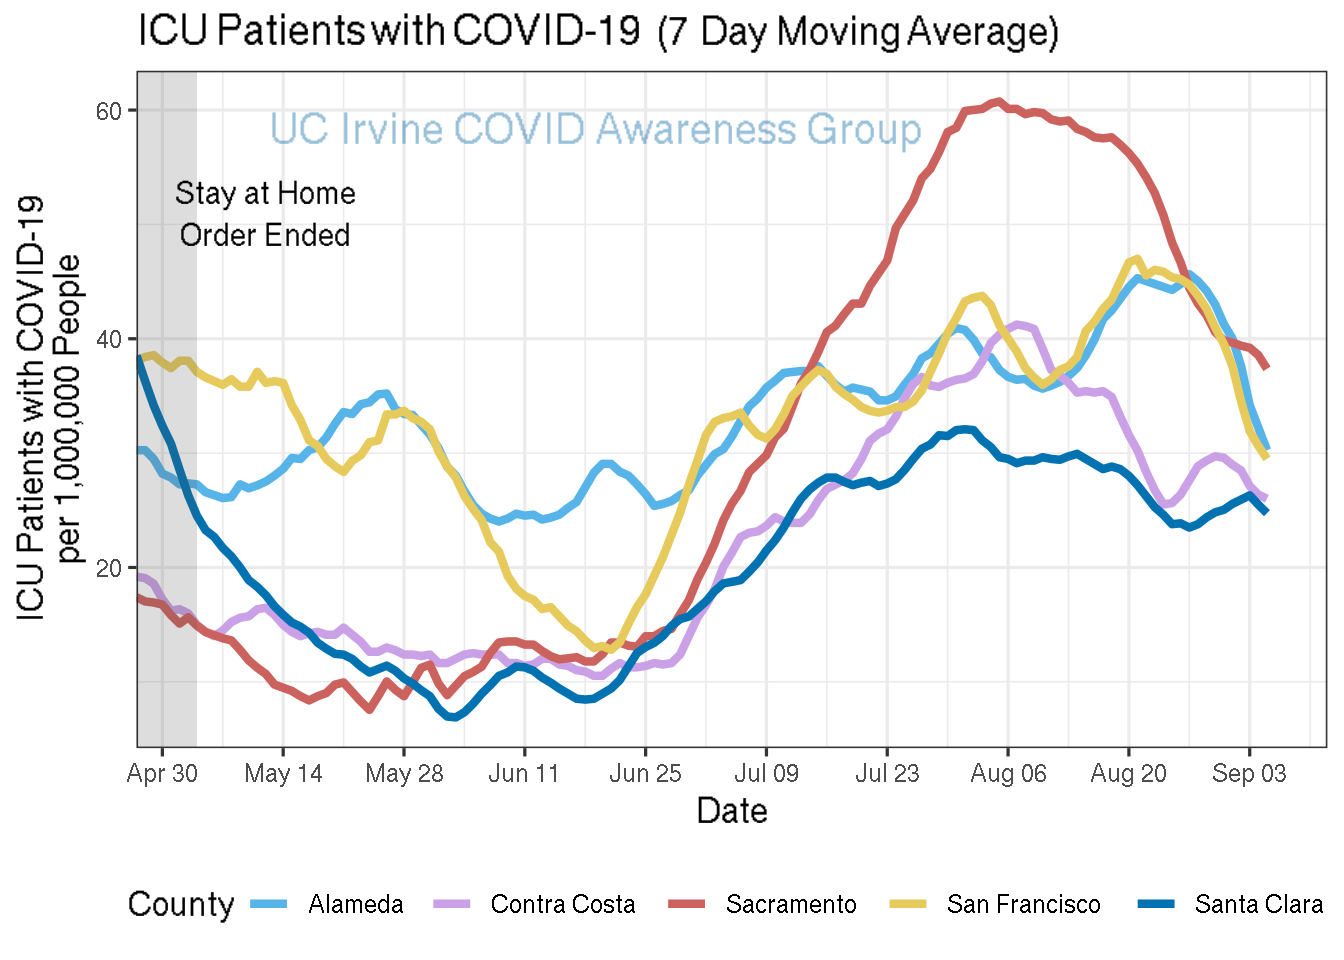 ICU Patients with COVID-19 (7 Day Moving Average)
UC Irvine COVID Awareness Group
Stay at Home
Order Ended
ICU Patients with COVID-19
per 1,000,000 People
60
40
20
Apr 30 May 14 May 28 Jun 11 Jun 25 Jul 09 Jul 23 Aug 06 Aug 20 Sep 03
Date
County Alameda Contra Costa Sacramento San Francisco Santa Clara